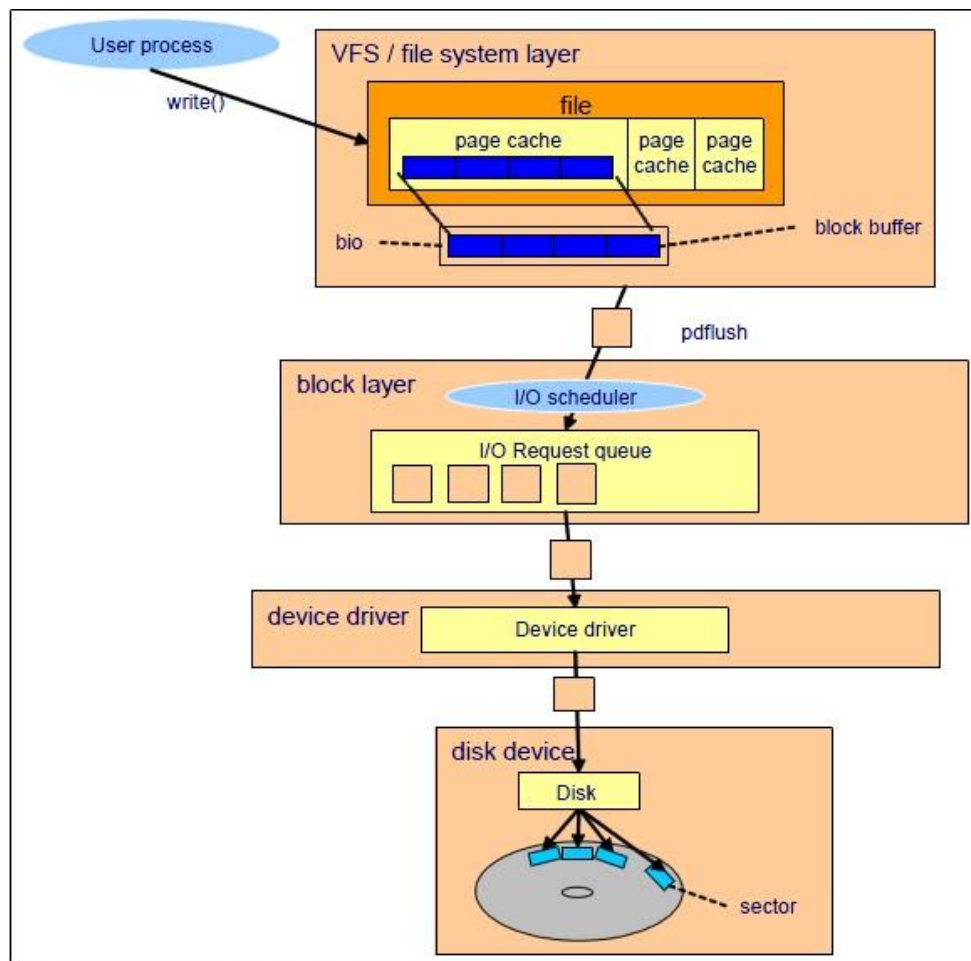 User process
VFS / file system layer
write()
file
page cache
page
cache
page
cache
bio
block buffer
pdflush
block layer
I/O scheduler
I/O Request queue
device driver
Device driver
disk device
Disk
sector